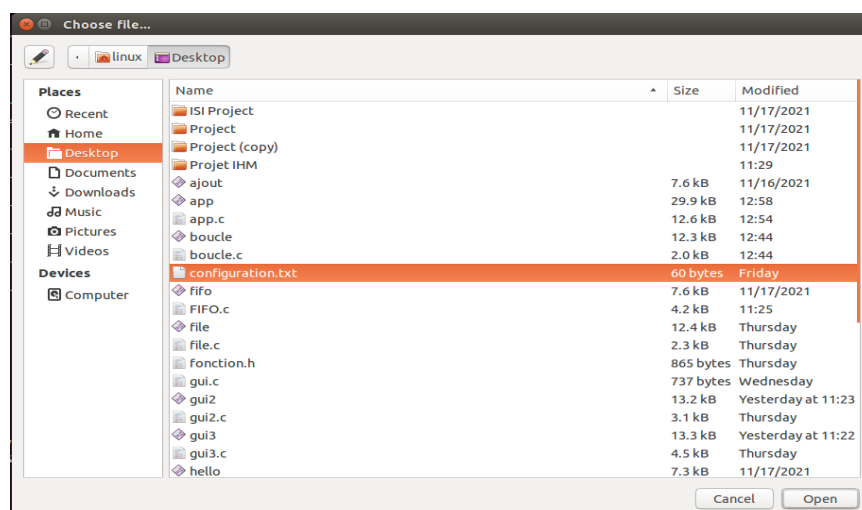 Choose file...
linux Desktop
Places
Recent
Home
Desktop
Documents
Downloads
Music
Pictures
Videos
Devices
Computer
Name Size Modified
ISI Project 11/17/2021
Project 11/17/2021
Project (copy) 11/17/2021
Projet IHM 11:29
ajout 7.6 kB 11/16/2021
app 29.9 kB 12:58
app.c 12.6 kB 12:54
boucle 12.3 kB 12:44
boucle.c 2.0 kB 12:44
configuration.txt 60 bytes Friday
fifo 7.6 kB 11/17/2021
FIFO.c 4.2 kB 11:25
file 12.4 kB Thursday
file.c 2.3 kB Thursday
fonction.h 865 bytes Thursday
gui.c 737 bytes Wednesday
gui2 13.2 kB Yesterday at 11:23
gui2.c 3.1 kB Thursday
gui3 13.3 kB Yesterday at 11:22
gui3.c 4.5 kB Thursday
hello 7.3 kB 11/17/2021
Cancel Open